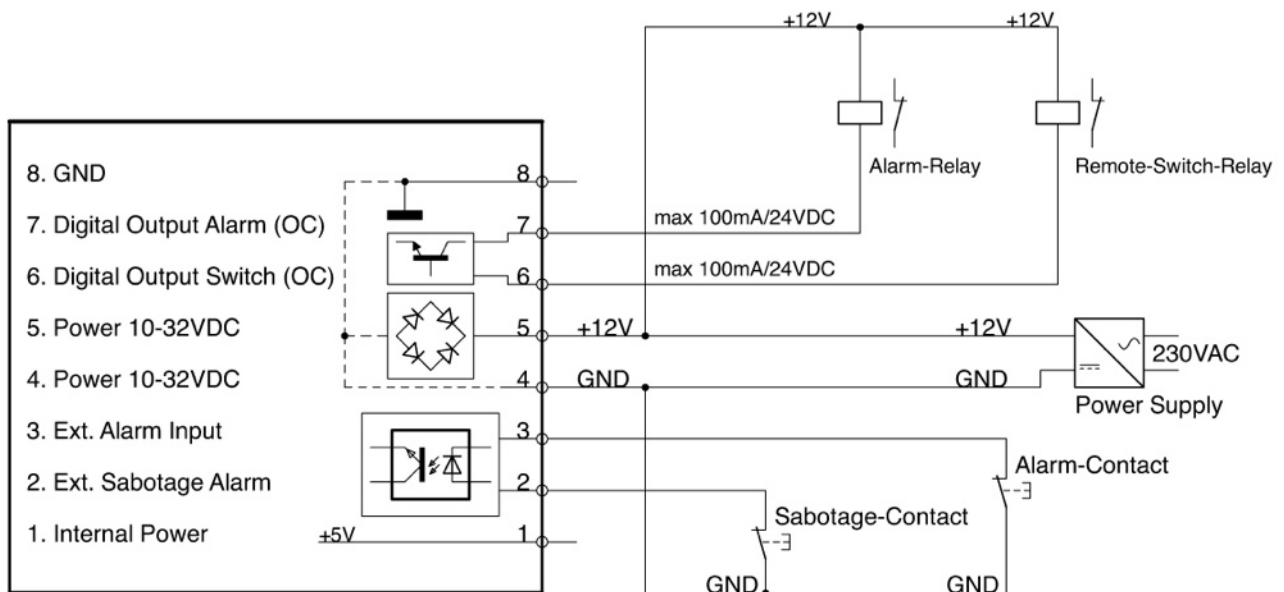 +12V
+12V
Alarm-Relay
Remote-Switch-Relay
8. GND
8
7. Digital Output Alarm (OC)
7
max 100mA/24VDC
6. Digital Output Switch (OC)
6
max 100mA/24VDC
5. Power 10-32VDC
5
+12V
+12V
230VAC
4. Power 10-32VDC
4
GND
GND
Power Supply
3. Ext. Alarm Input
3
Alarm-Contact
2. Ext. Sabotage Alarm
2
Sabotage-Contact
1. Internal Power
+5V
1
GND
GND